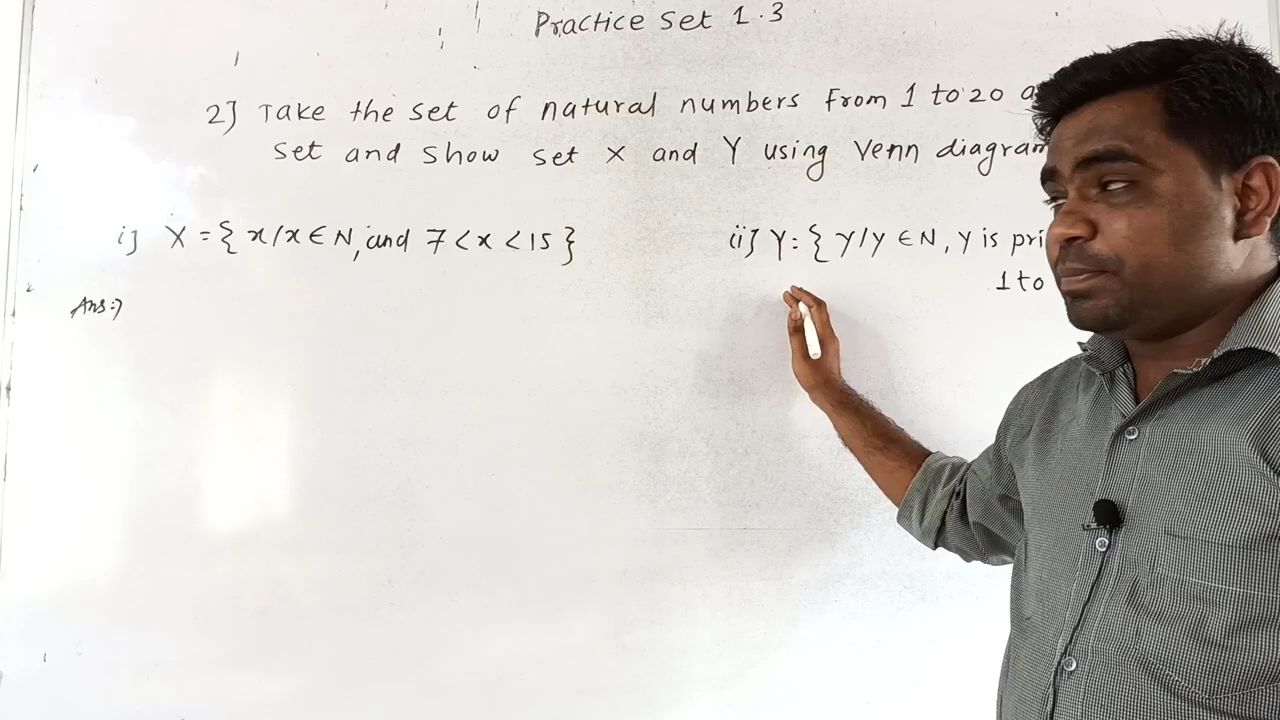 Practice Set 1.3
2] Take the set of natural numbers from 1 to 20 a
set and show set X and Y using Venn diagram
i] X = { x/x ∈ N, and 7 < x < 15 }
(ii] Y = { y/y ∈ N, y is pri
1 to
Ans:-)